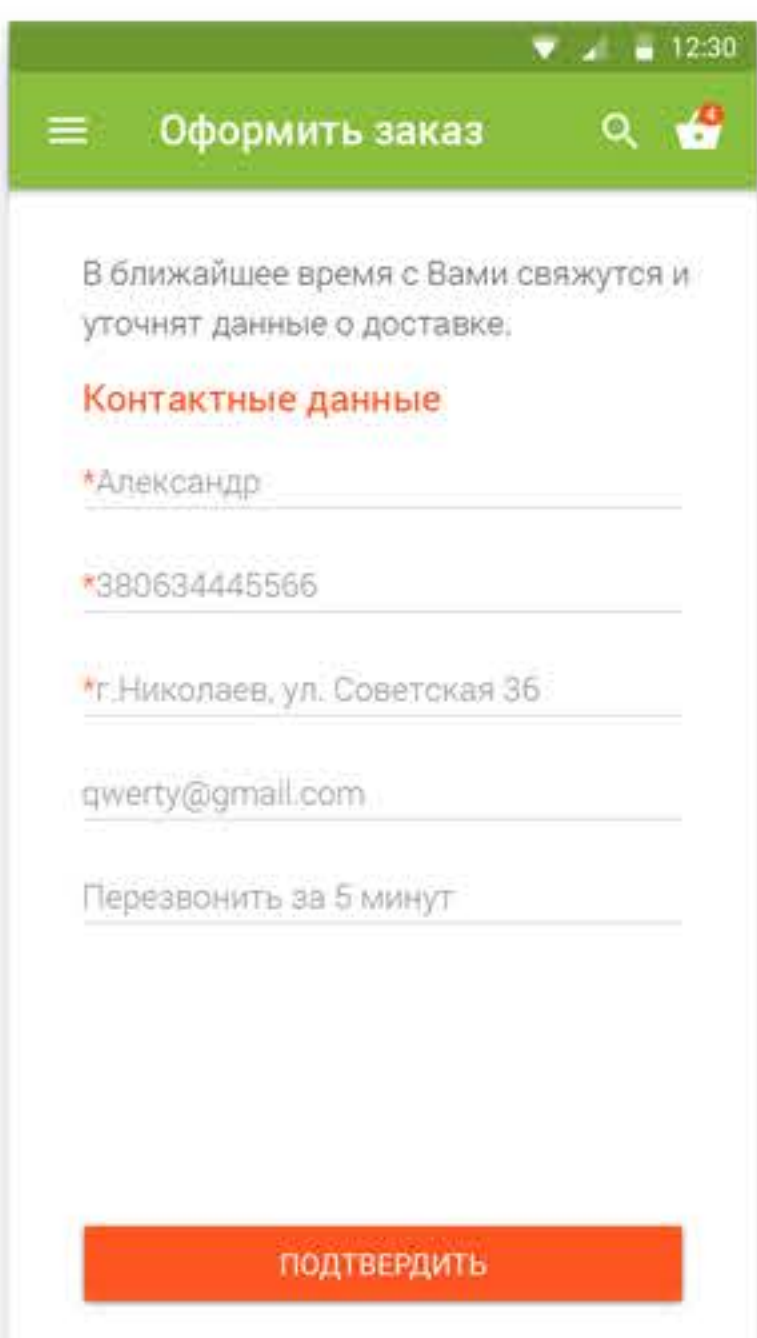 12:30
Оформить заказ
4
В ближайшее время с Вами свяжутся и
уточнят данные о доставке.
Контактные данные
*Александр
*380634445566
*г.Николаев, ул. Советская 36
qwerty@gmail.com
Перезвонить за 5 минут
ПОДТВЕРДИТЬ